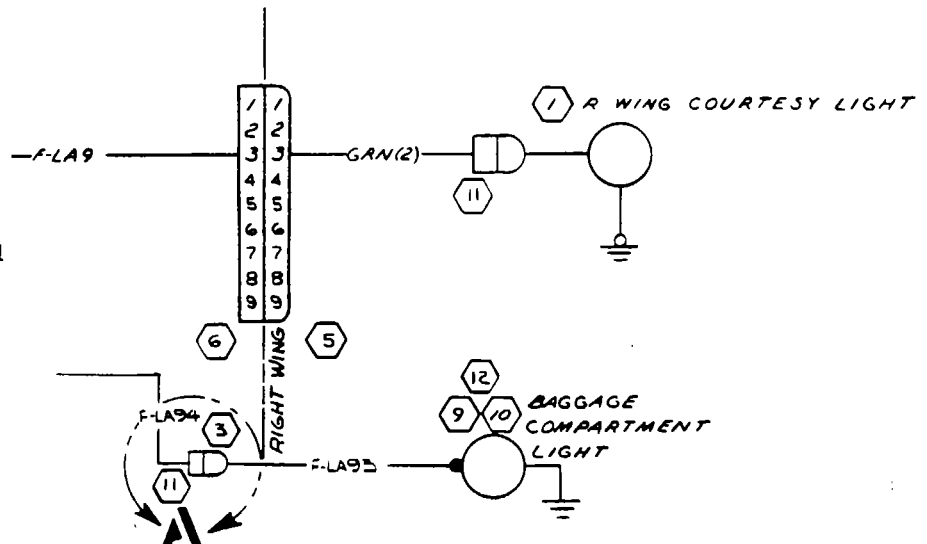 1 R WING COURTESY LIGHT
1 1
2 2
F-LA9 3 3 GRN(2)
4 4
11
5 5
6 6
7 7
8 8
9 9
6 5
RIGHT WING
12
9 10 BAGGAGE
COMPARTMENT
LIGHT
F-LA94 3
F-LA93
11
A